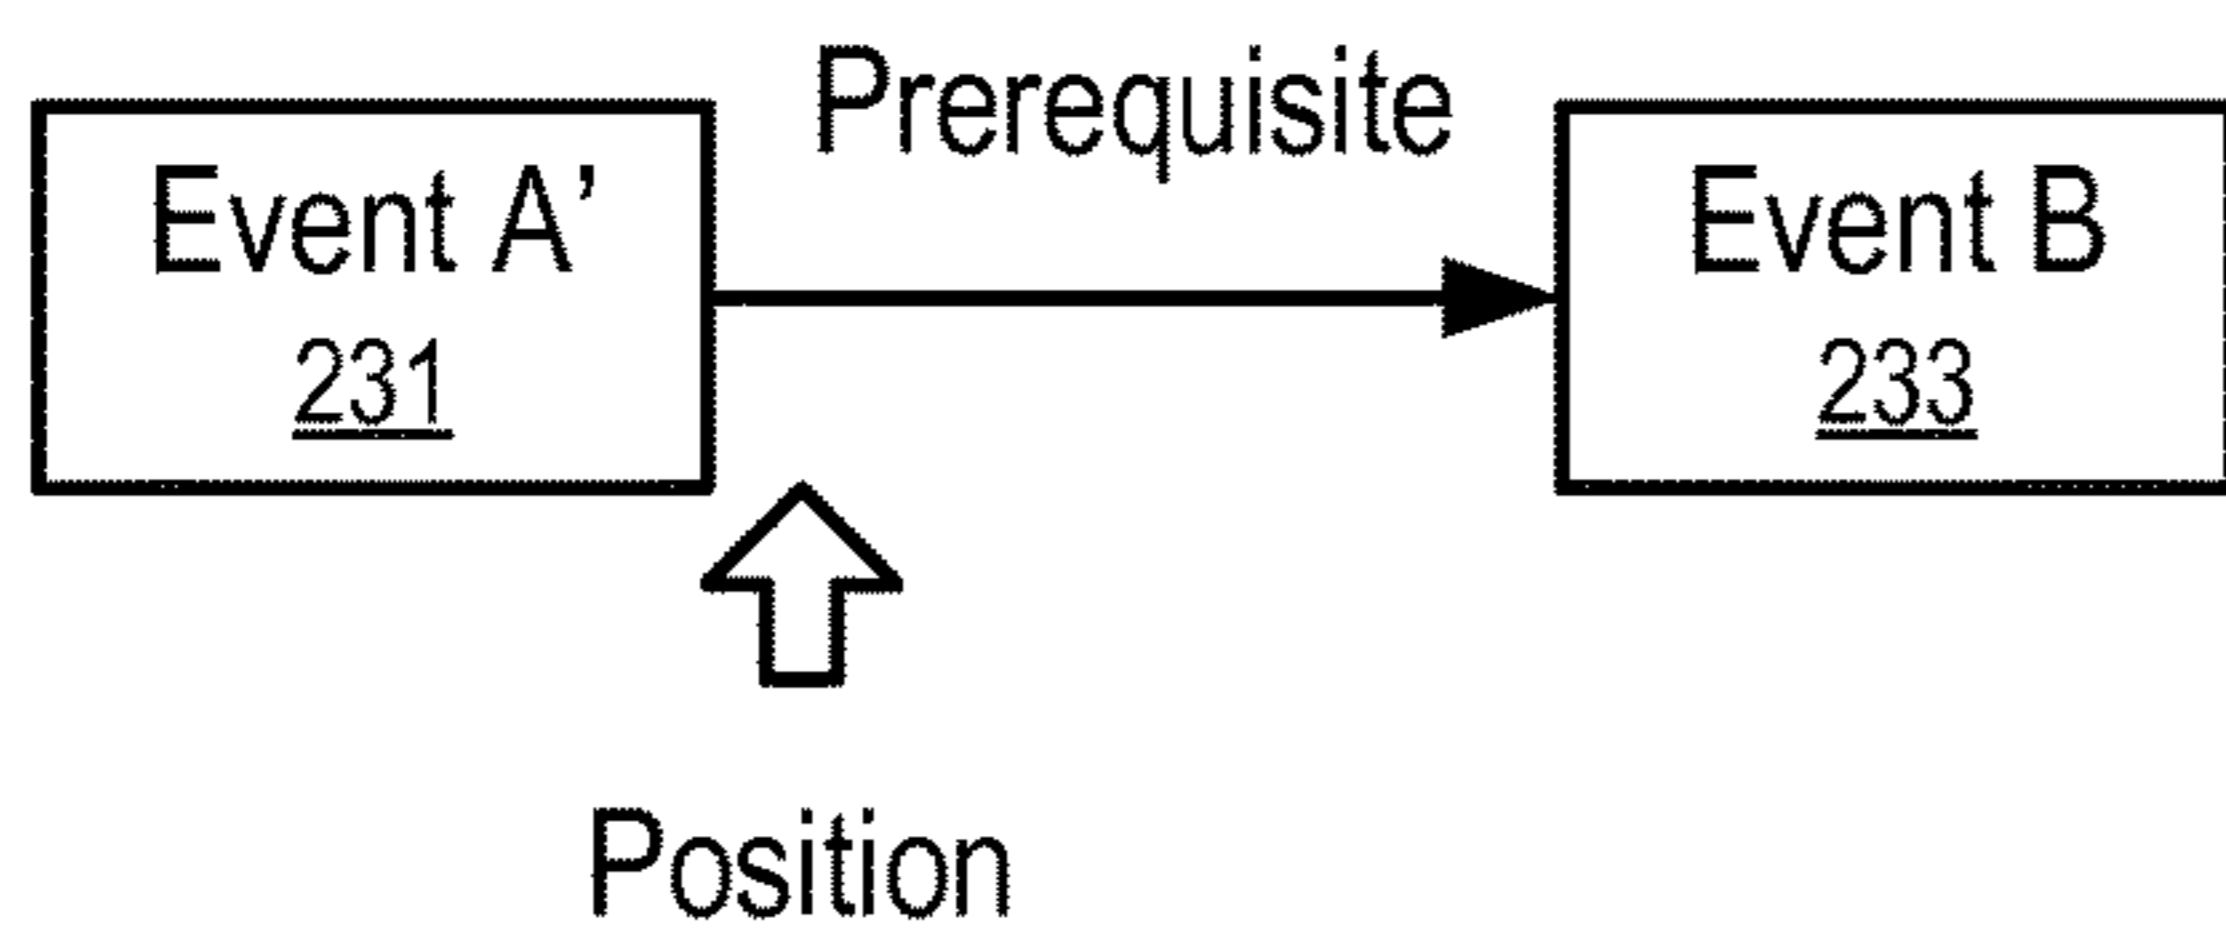 Prerequisite
Event A’
231
Event B
233
Position